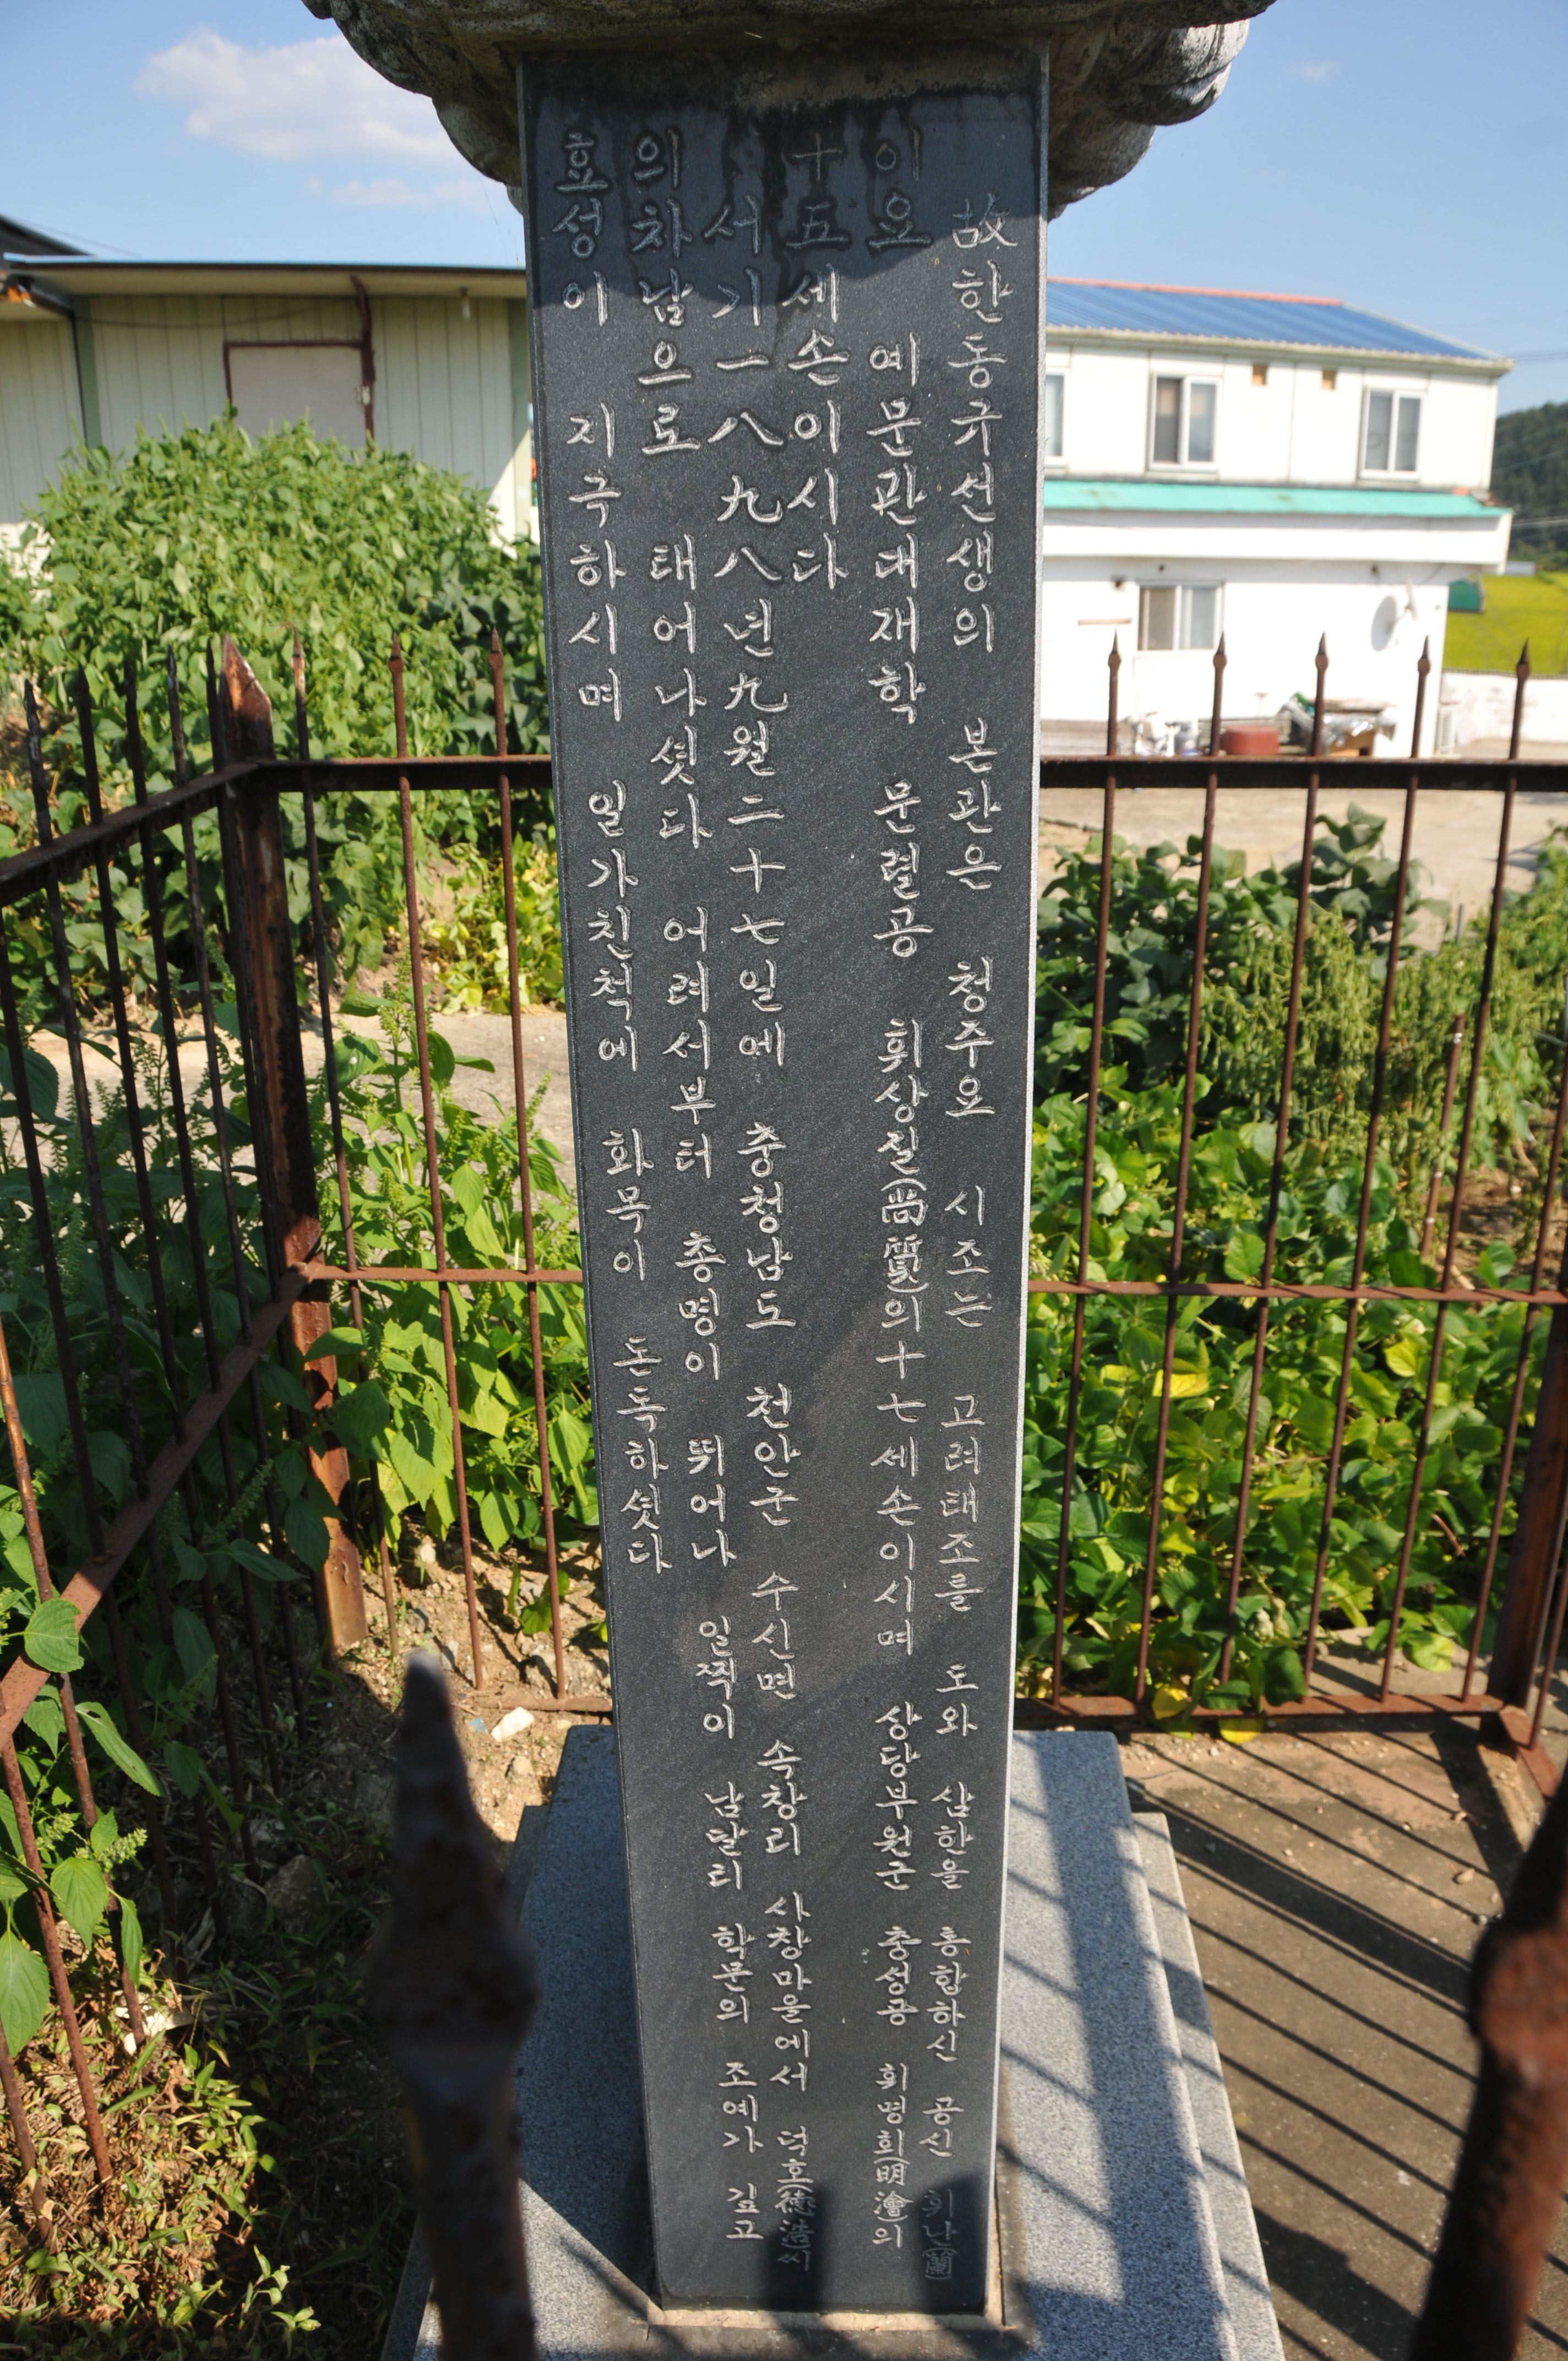 故한동규선생의 본관은 청주요 시조는 고려태조를 도와 삼한을 통합하신 공신 휘난(蘭)
이요 예문관대제학 문렬공 휘상질(尙質)의 十七세손이시며 상당부원군 충성공 휘명회(明澮)의
十五세손이시다
서기一八九八년九월二十七일에 충청남도 천안군 수신면 속창리 사창마을에서 덕호(德浩)씨
의차남으로 태어나셧다 어려서부터 총명이 뛰어나 일찍이 남달리 학문의 조예가 깊고
효성이 지극하시며 일가친척에 화목이 돈독하셧다